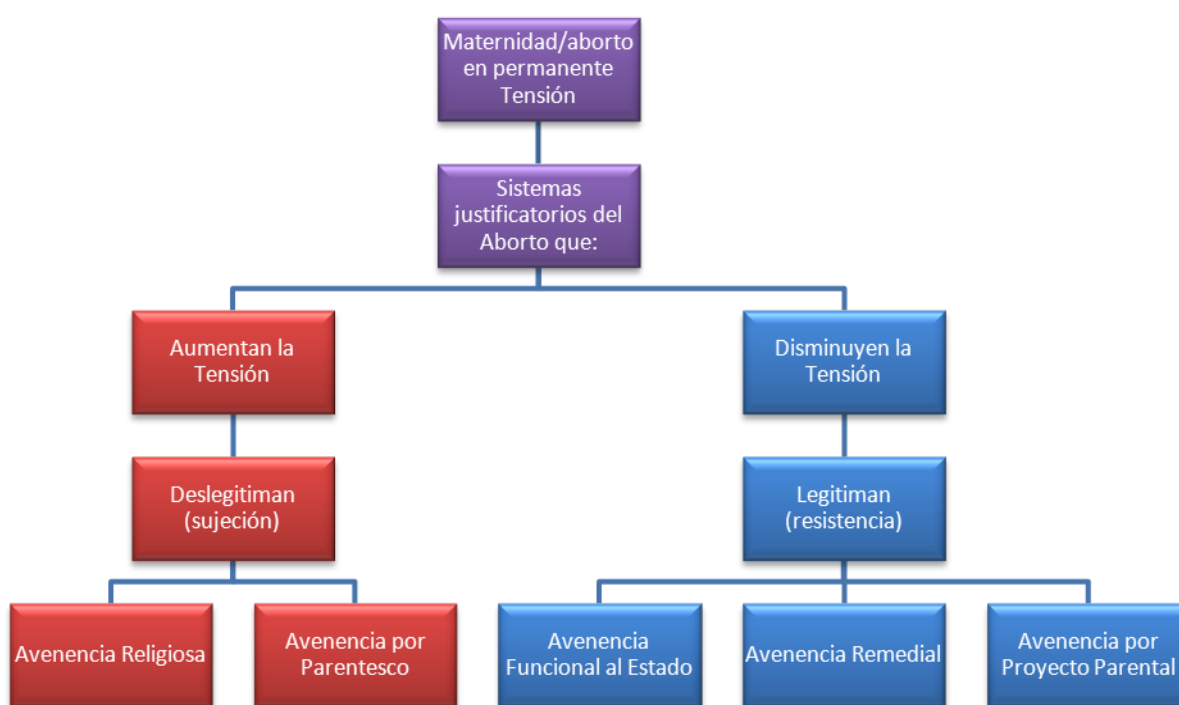 Maternidad/aborto
en permanente
Tensión
Sistemas
justificatorios del
Aborto que:
Aumentan la
Tensión
Disminuyen la
Tensión
Deslegitiman
(sujeción)
Legitiman
(resistencia)
Avenencia Religiosa
Avenencia por
Parentesco
Avenencia
Funcional al Estado
Avenencia Remedial
Avenencia por
Proyecto Parental